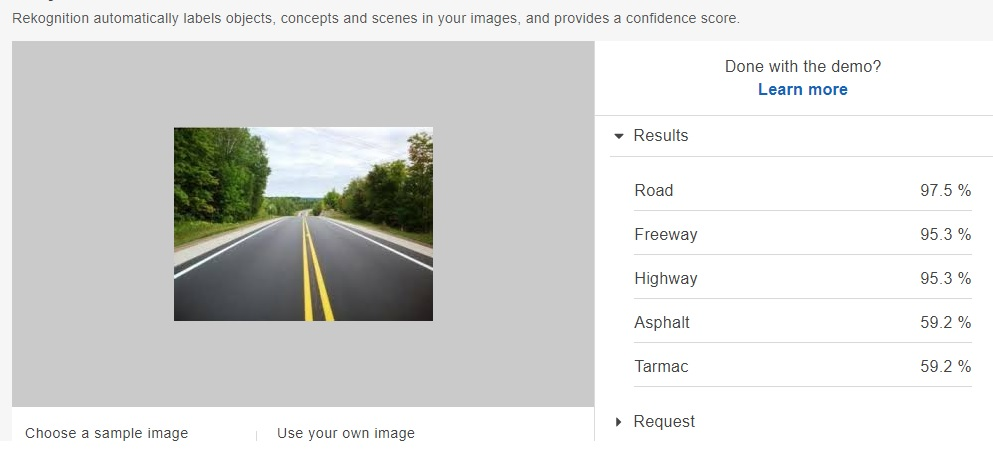 Rekognition automatically labels objects, concepts and scenes in your images, and provides a confidence score.
Done with the demo?
Learn more
Results
Road 97.5 %
Freeway 95.3 %
Highway 95.3 %
Asphalt 59.2 %
Tarmac 59.2 %
Request
Choose a sample image
Use your own image